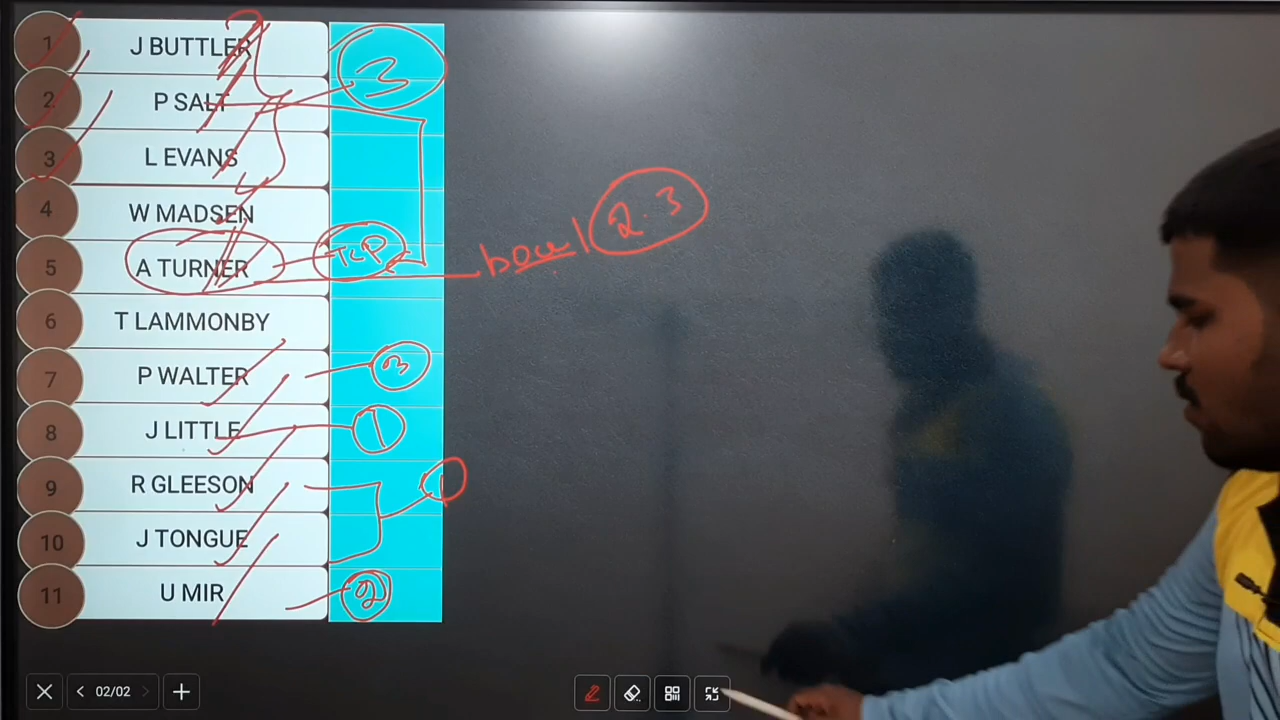 1 J BUTTLER 3
2 P SALT
3 L EVANS
4 W MADSEN
5 A TURNER TCP bowl 2.3
6 T LAMMONBY
7 P WALTER 3
8 J LITTLE 1
9 R GLEESON 1
10 J TONGUE
11 U MIR 2
02/02